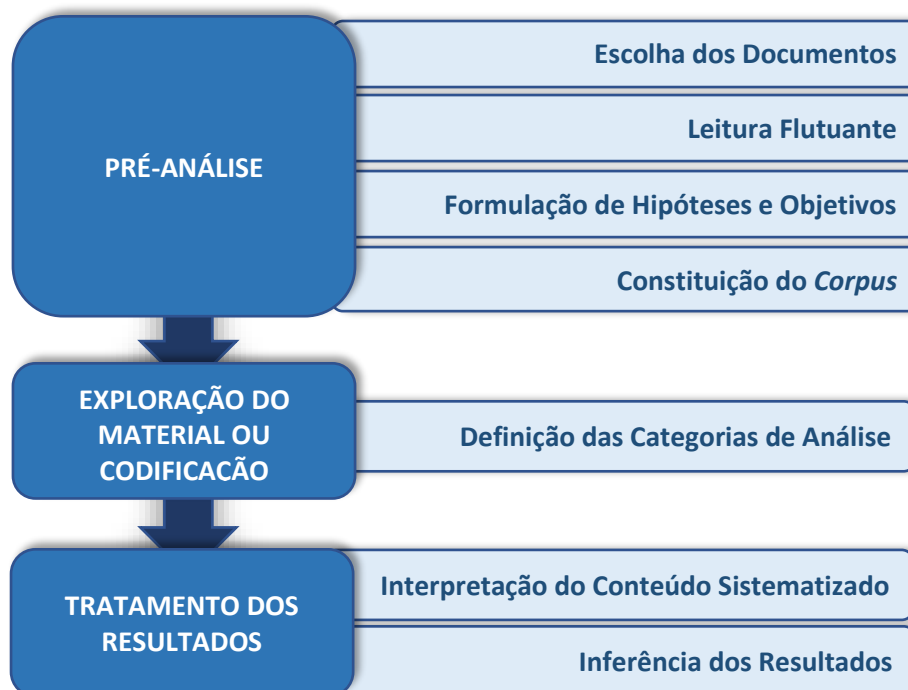 PRÉ-ANÁLISE
Escolha dos Documentos
Leitura Flutuante
Formulação de Hipóteses e Objetivos
Constituição do Corpus
EXPLORAÇÃO DO
MATERIAL OU
CODIFICAÇÃO
Definição das Categorias de Análise
TRATAMENTO DOS
RESULTADOS
Interpretação do Conteúdo Sistematizado
Inferência dos Resultados